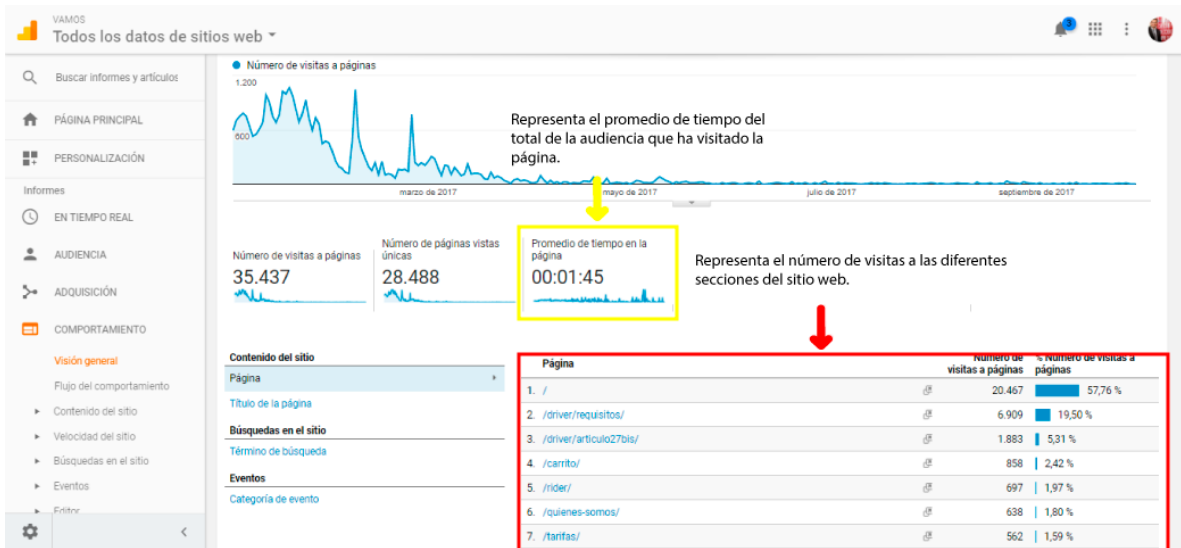 VAMOS
Todos los datos de sitios web
3
Buscar informes y artículos
PÁGINA PRINCIPAL
PERSONALIZACIÓN
Informes
EN TIEMPO REAL
AUDIENCIA
ADQUISICIÓN
COMPORTAMIENTO
Visión general
Flujo del comportamiento
Contenido del sitio
Velocidad del sitio
Búsquedas en el sitio
Eventos
Editor
Número de visitas a páginas
1.200
600
marzo de 2017
mayo de 2017
julio de 2017
septiembre de 2017
Representa el promedio de tiempo del
total de la audiencia que ha visitado la
página.
Número de visitas a páginas
35.437
Número de páginas vistas
únicas
28.488
Promedio de tiempo en la
página
00:01:45
Representa el número de visitas a las diferentes
secciones del sitio web.
Contenido del sitio
Página
Título de la página
Búsquedas en el sitio
Término de búsqueda
Eventos
Categoría de evento
Página
Número de
visitas a páginas
% Número de visitas a
páginas
1. / 20.467 57,76 %
2. /driver/requisitos/ 6.909 19,50 %
3. /driver/articulo27bis/ 1.883 5,31 %
4. /carrito/ 858 2,42 %
5. /rider/ 697 1,97 %
6. /quienes-somos/ 638 1,80 %
7. /tarifas/ 562 1,59 %